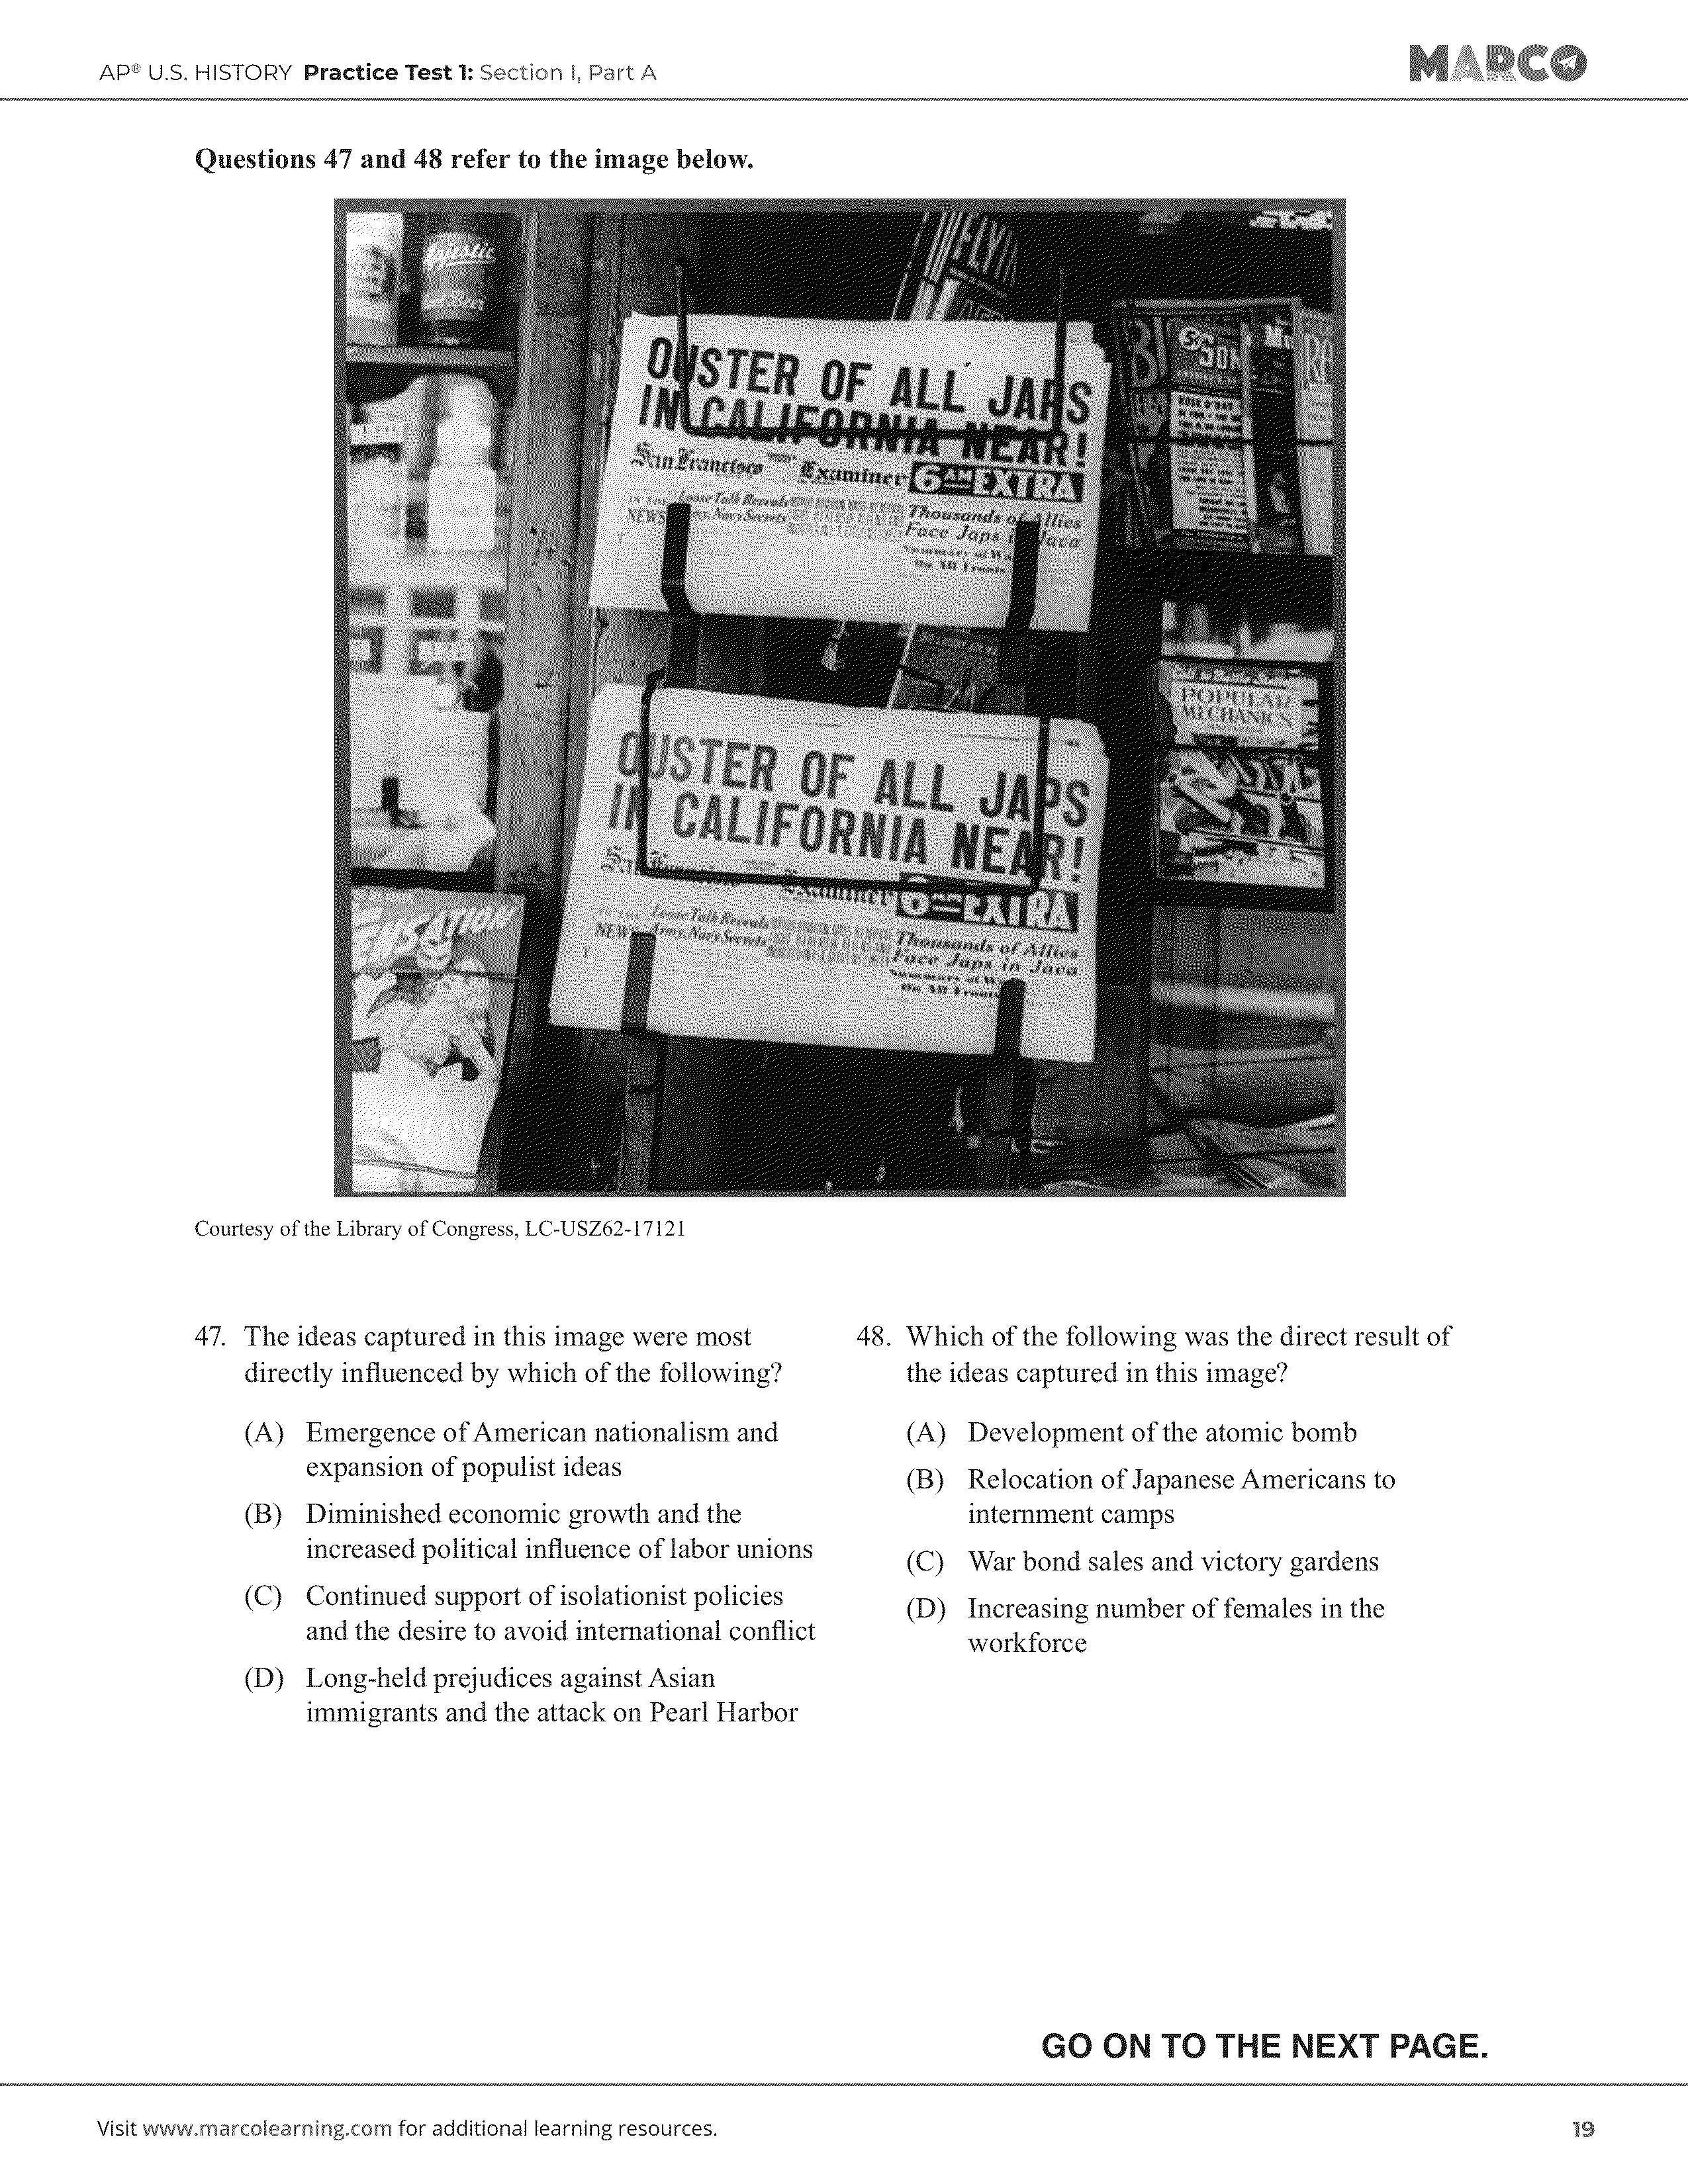 AP® U.S. HISTORY Practice Test 1: Section I, Part A
MARCO
Questions 47 and 48 refer to the image below.
Majestic
Root Beer
FLYIN
OUSTER OF ALL JAPS
IN CALIFORNIA NEAR!
San Francisco Examiner 6 AM EXTRA
IN THE NEWS
Loose Talk Reveals
Army, Navy Secrets
Thousands of Allies
Face Japs in Java
Summary of War
On All Fronts
POPULAR
MECHANICS
OUSTER OF ALL JAPS
IN CALIFORNIA NEAR!
San Francisco Examiner 6 AM EXTRA
IN THE NEWS
Loose Talk Reveals
Army, Navy Secrets
Thousands of Allies
Face Japs in Java
Summary of War
On All Fronts
ENSATION
Courtesy of the Library of Congress, LC-USZ62-17121
47. The ideas captured in this image were most
directly influenced by which of the following?
(A) Emergence of American nationalism and
expansion of populist ideas
(B) Diminished economic growth and the
increased political influence of labor unions
(C) Continued support of isolationist policies
and the desire to avoid international conflict
(D) Long-held prejudices against Asian
immigrants and the attack on Pearl Harbor
48. Which of the following was the direct result of
the ideas captured in this image?
(A) Development of the atomic bomb
(B) Relocation of Japanese Americans to
internment camps
(C) War bond sales and victory gardens
(D) Increasing number of females in the
workforce
GO ON TO THE NEXT PAGE.
Visit www.marcolearning.com for additional learning resources.
19